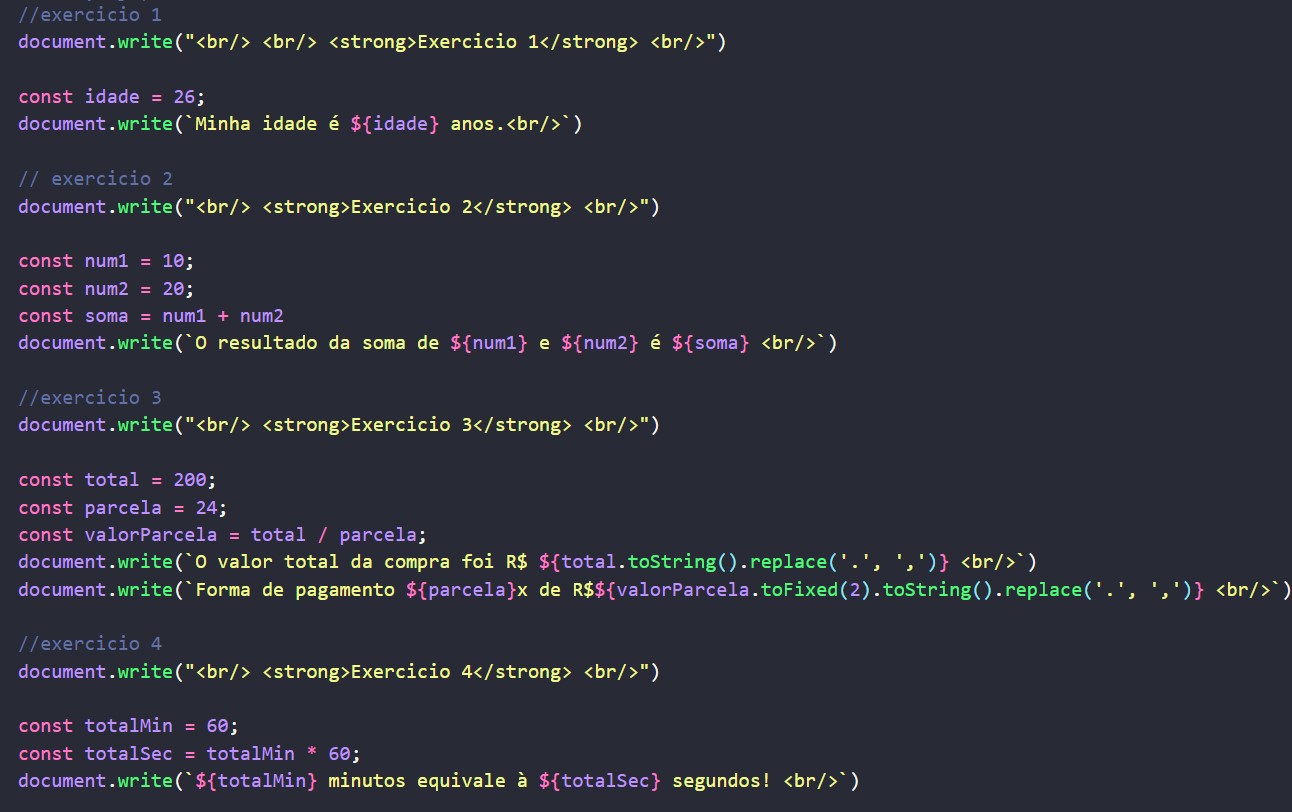 //exercicio 1
document.write("<br/> <br/> <strong>Exercicio 1</strong> <br/>")
const idade = 26;
document.write(`Minha idade é ${idade} anos.<br/>`)
// exercicio 2
document.write("<br/> <strong>Exercicio 2</strong> <br/>")
const num1 = 10;
const num2 = 20;
const soma = num1 + num2
document.write(`O resultado da soma de ${num1} e ${num2} é ${soma} <br/>`)
//exercicio 3
document.write("<br/> <strong>Exercicio 3</strong> <br/>")
const total = 200;
const parcela = 24;
const valorParcela = total / parcela;
document.write(`O valor total da compra foi R$ ${total.toString().replace('.', ',')} <br/>`)
document.write(`Forma de pagamento ${parcela}x de R$${valorParcela.toFixed(2).toString().replace('.', ',')} <br/>`)
//exercicio 4
document.write("<br/> <strong>Exercicio 4</strong> <br/>")
const totalMin = 60;
const totalSec = totalMin * 60;
document.write(`${totalMin} minutos equivale à ${totalSec} segundos! <br/>`)